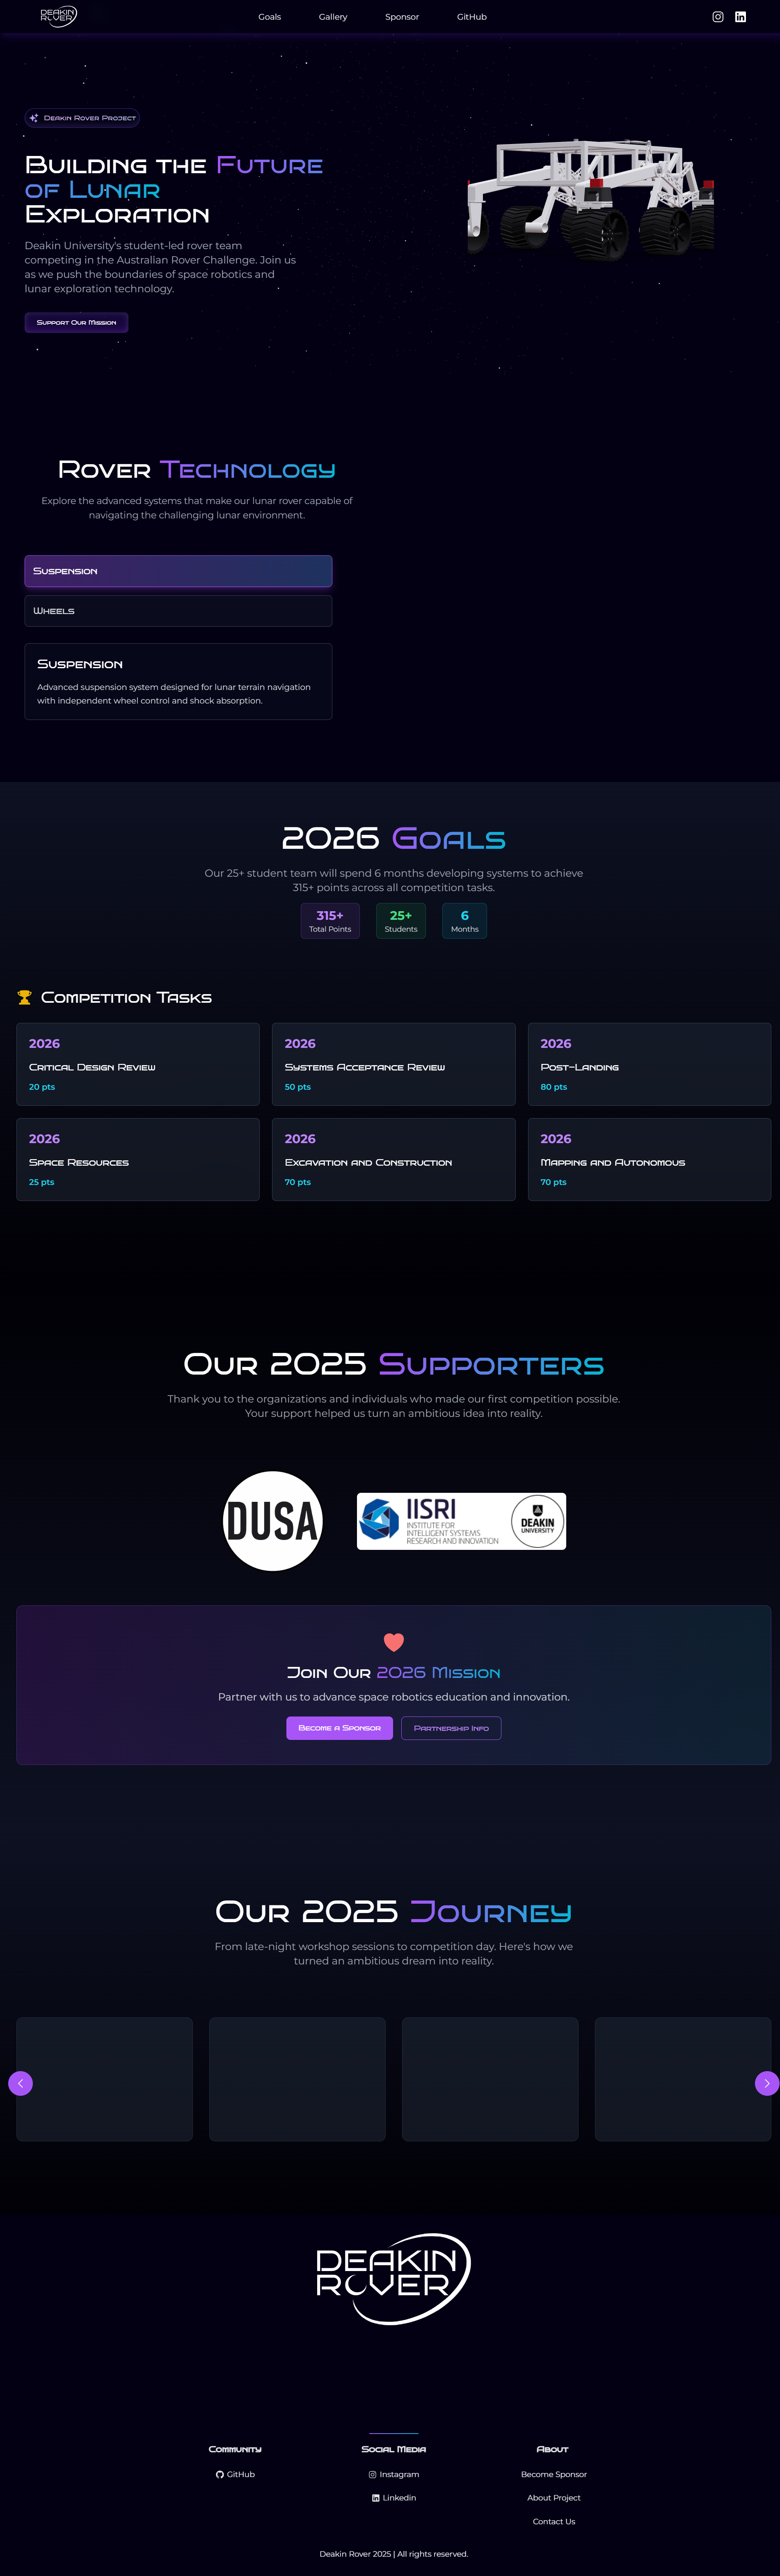 DEAKIN
ROVER
Goals
Gallery
Sponsor
GitHub
Deakin Rover Project
Building the Future
of Lunar
Exploration
Deakin University's student-led rover team
competing in the Australian Rover Challenge. Join us
as we push the boundaries of space robotics and
lunar exploration technology.
Support Our Mission
1
1
Rover Technology
Explore the advanced systems that make our lunar rover capable of
navigating the challenging lunar environment.
Suspension
Wheels
Suspension
Advanced suspension system designed for lunar terrain navigation
with independent wheel control and shock absorption.
2026 Goals
Our 25+ student team will spend 6 months developing systems to achieve
315+ points across all competition tasks.
315+
Total Points
25+
Students
6
Months
Competition Tasks
2026
Critical Design Review
20 pts
2026
Systems Acceptance Review
50 pts
2026
Post-Landing
80 pts
2026
Space Resources
25 pts
2026
Excavation and Construction
70 pts
2026
Mapping and Autonomous
70 pts
Our 2025 Supporters
Thank you to the organizations and individuals who made our first competition possible.
Your support helped us turn an ambitious idea into reality.
DUSA
IISRI
INSTITUTE FOR
INTELLIGENT SYSTEMS
RESEARCH AND INNOVATION
DEAKIN
UNIVERSITY
Join Our 2026 Mission
Partner with us to advance space robotics education and innovation.
Become a Sponsor
Partnership Info
Our 2025 Journey
From late-night workshop sessions to competition day. Here's how we
turned an ambitious dream into reality.
DEAKIN
ROVER
Community
GitHub
Social Media
Instagram
Linkedin
About
Become Sponsor
About Project
Contact Us
Deakin Rover 2025 | All rights reserved.